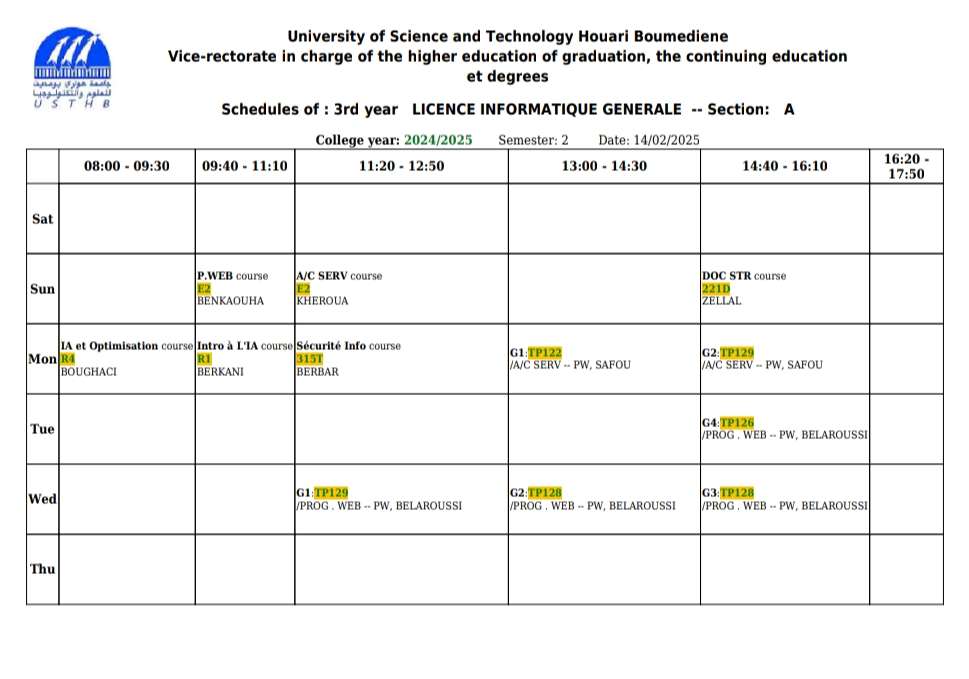 جامعة هواري بومدين
للعلوم والتكنولوجيا
U S T H B
University of Science and Technology Houari Boumediene
Vice-rectorate in charge of the higher education of graduation, the continuing education
et degrees
Schedules of : 3rd year LICENCE INFORMATIQUE GENERALE -- Section: A
College year: 2024/2025 Semester: 2 Date: 14/02/2025
08:00 - 09:30 09:40 - 11:10 11:20 - 12:50 13:00 - 14:30 14:40 - 16:10 16:20 -
17:50
Sat
Sun
P.WEB course
E2
BENKAOUHA
A/C SERV course
E2
KHEROUA
DOC STR course
221D
ZELLAL
Mon
IA et Optimisation course
R4
BOUGHACI
Intro à L'IA course
R1
BERKANI
Sécurité Info course
315T
BERBAR
G1:TP122
/A/C SERV -- PW, SAFOU
G2:TP129
/A/C SERV -- PW, SAFOU
Tue
G4:TP126
/PROG . WEB -- PW, BELAROUSSI
Wed
G1:TP129
/PROG . WEB -- PW, BELAROUSSI
G2:TP128
/PROG . WEB -- PW, BELAROUSSI
G3:TP128
/PROG . WEB -- PW, BELAROUSSI
Thu